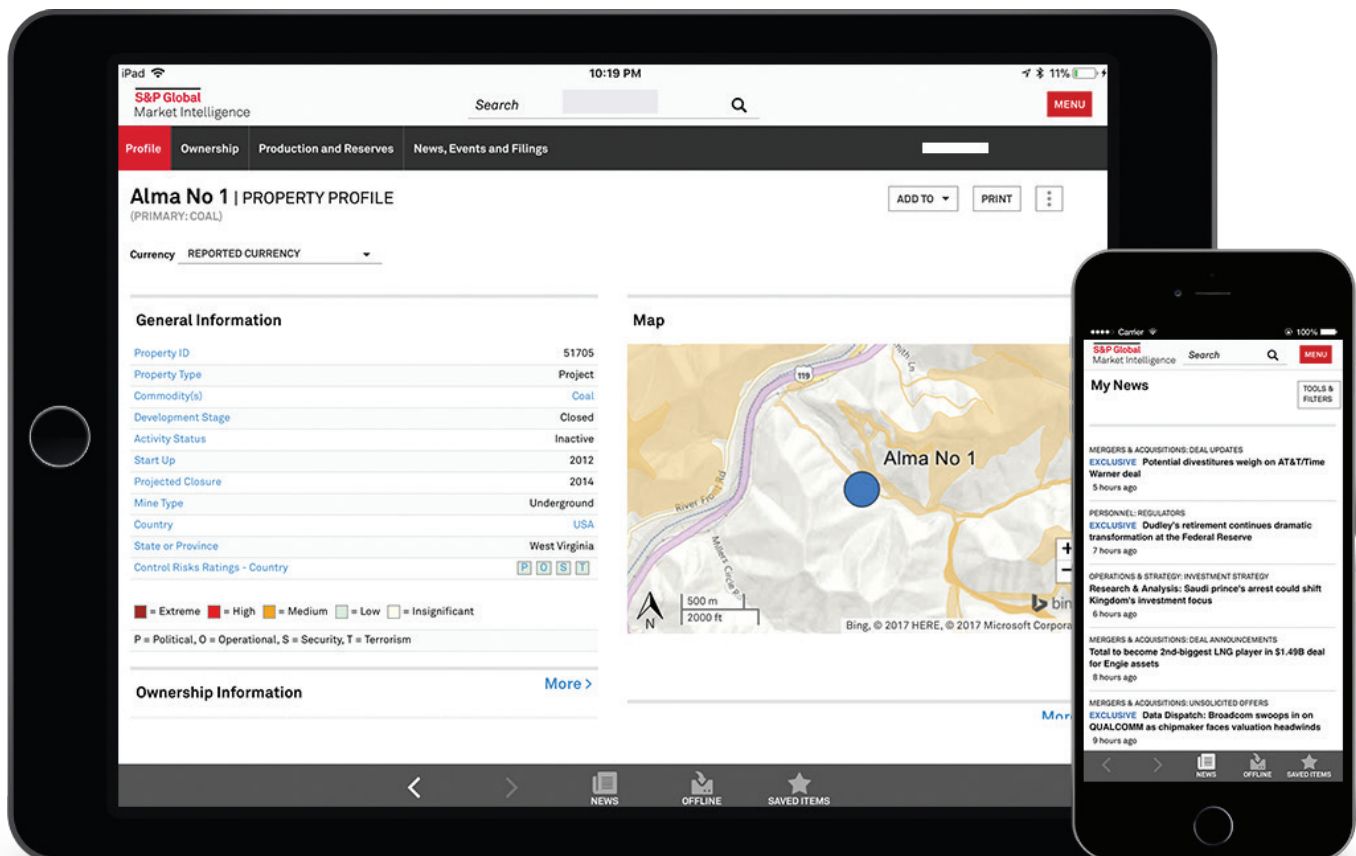 iPad 10:19 PM 11%
S&P Global
Market Intelligence
Search
MENU
Profile Ownership Production and Reserves News, Events and Filings
Alma No 1 | PROPERTY PROFILE
(PRIMARY: COAL)
ADD TO PRINT
Currency REPORTED CURRENCY
General Information
Property ID 51705
Property Type Project
Commodity(s) Coal
Development Stage Closed
Activity Status Inactive
Start Up 2012
Projected Closure 2014
Mine Type Underground
Country USA
State or Province West Virginia
Control Risks Ratings - Country P O S T
= Extreme = High = Medium = Low = Insignificant
P = Political, O = Operational, S = Security, T = Terrorism
Ownership Information More >
Map
119
Alma No 1
River Front Rd
Millers Circle Rd
N
500 m
2000 ft
+
−
bin
Bing, © 2017 HERE, © 2017 Microsoft Corpora
Mor
NEWS OFFLINE SAVED ITEMS
Carrier 100%
S&P Global
Market Intelligence
Search
MENU
My News
TOOLS &
FILTERS
MERGERS & ACQUISITIONS: DEAL UPDATES
EXCLUSIVE Potential divestitures weigh on AT&T/Time
Warner deal
5 hours ago
PERSONNEL: REGULATORS
EXCLUSIVE Dudley's retirement continues dramatic
transformation at the Federal Reserve
7 hours ago
OPERATIONS & STRATEGY: INVESTMENT STRATEGY
Research & Analysis: Saudi prince's arrest could shift
Kingdom's investment focus
6 hours ago
MERGERS & ACQUISITIONS: DEAL ANNOUNCEMENTS
Total to become 2nd-biggest LNG player in $1.49B deal
for Engie assets
8 hours ago
MERGERS & ACQUISITIONS: UNSOLICITED OFFERS
EXCLUSIVE Data Dispatch: Broadcom swoops in on
QUALCOMM as chipmaker faces valuation headwinds
9 hours ago
NEWS OFFLINE SAVED ITEMS